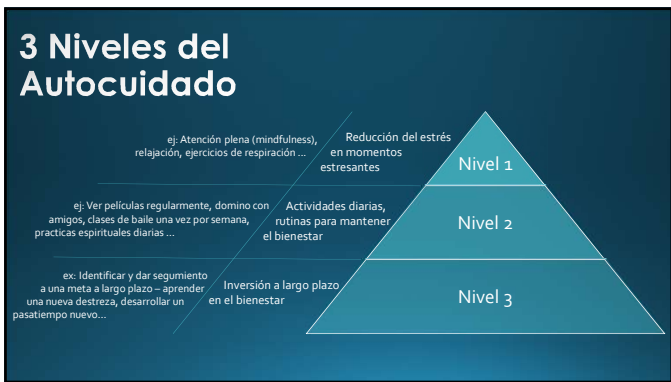 3 Niveles del
Autocuidado
ej: Atención plena (mindfulness),
relajación, ejercicios de respiración ...
Reducción del estrés
en momentos
estresantes
Nivel 1
ej: Ver películas regularmente, domino con
amigos, clases de baile una vez por semana,
practicas espirituales diarias ...
Actividades diarias,
rutinas para mantener
el bienestar
Nivel 2
ex: Identificar y dar segumiento
a una meta a largo plazo – aprender
una nueva destreza, desarrollar un
pasatiempo nuevo...
Inversión a largo plazo
en el bienestar
Nivel 3